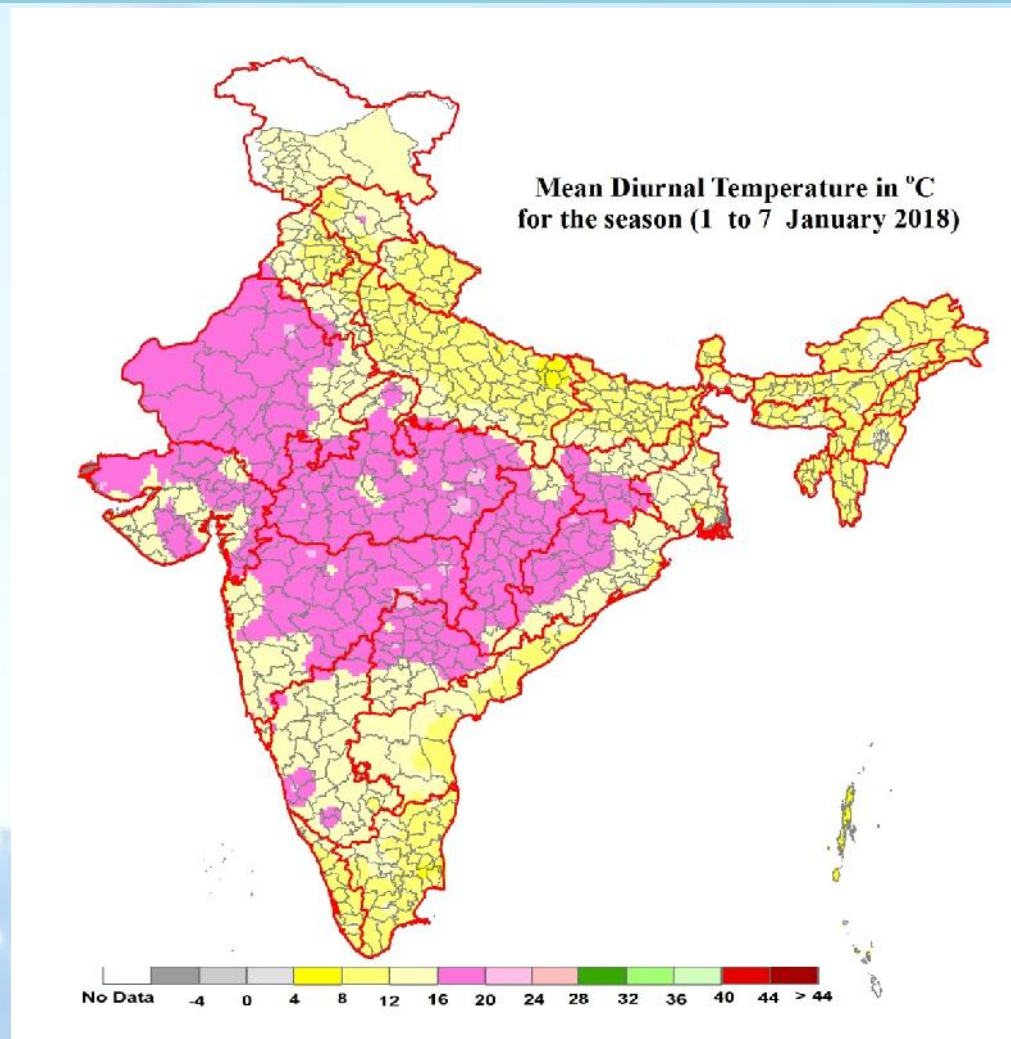 Mean Diurnal Temperature in °C
for the season (1 to 7 January 2018)
No Data -4 0 4 8 12 16 20 24 28 32 36 40 44 > 44